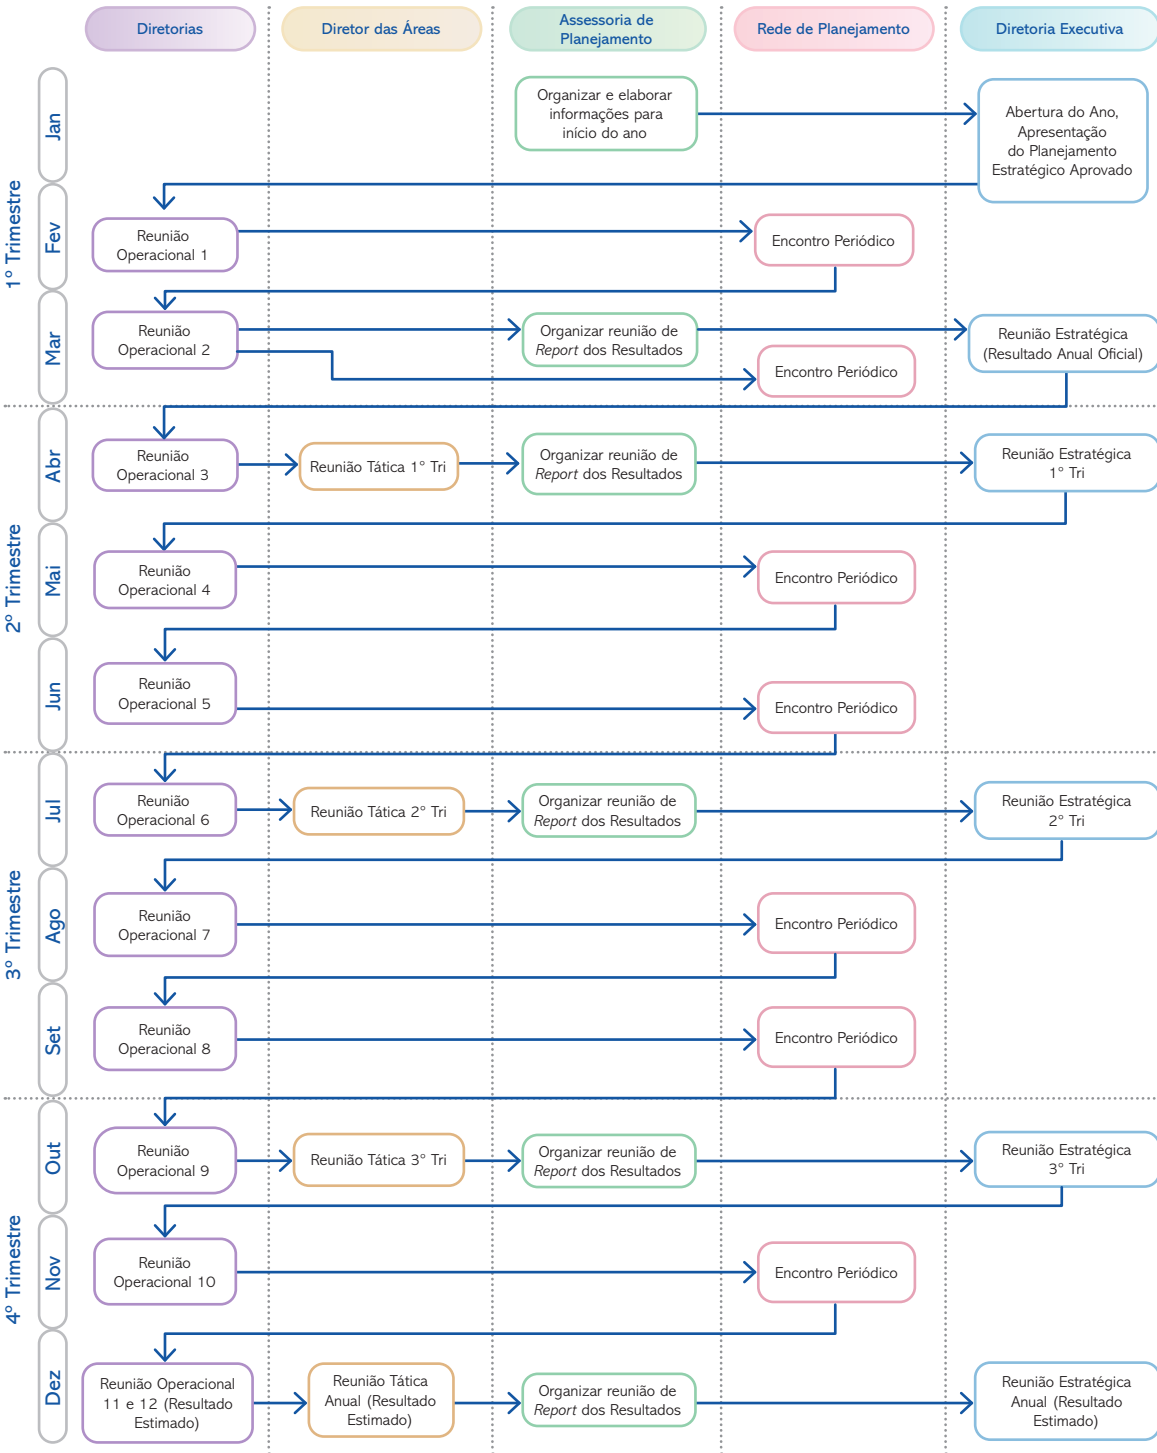 Diretorias
Diretor das Áreas
Assessoria de
Planejamento
Rede de Planejamento
Diretoria Executiva
1º Trimestre
Jan
Organizar e elaborar
informações para
início do ano
Abertura do Ano,
Apresentação
do Planejamento
Estratégico Aprovado
Fev
Reunião
Operacional 1
Encontro Periódico
Mar
Reunião
Operacional 2
Organizar reunião de
Report dos Resultados
Encontro Periódico
Reunião Estratégica
(Resultado Anual Oficial)
2º Trimestre
Abr
Reunião
Operacional 3
Reunião Tática 1° Tri
Organizar reunião de
Report dos Resultados
Reunião Estratégica
1° Tri
Mai
Reunião
Operacional 4
Encontro Periódico
Jun
Reunião
Operacional 5
Encontro Periódico
3º Trimestre
Jul
Reunião
Operacional 6
Reunião Tática 2° Tri
Organizar reunião de
Report dos Resultados
Reunião Estratégica
2° Tri
Ago
Reunião
Operacional 7
Encontro Periódico
Set
Reunião
Operacional 8
Encontro Periódico
4º Trimestre
Out
Reunião
Operacional 9
Reunião Tática 3° Tri
Organizar reunião de
Report dos Resultados
Reunião Estratégica
3° Tri
Nov
Reunião
Operacional 10
Encontro Periódico
Dez
Reunião Operacional
11 e 12 (Resultado
Estimado)
Reunião Tática
Anual (Resultado
Estimado)
Organizar reunião de
Report dos Resultados
Reunião Estratégica
Anual (Resultado
Estimado)